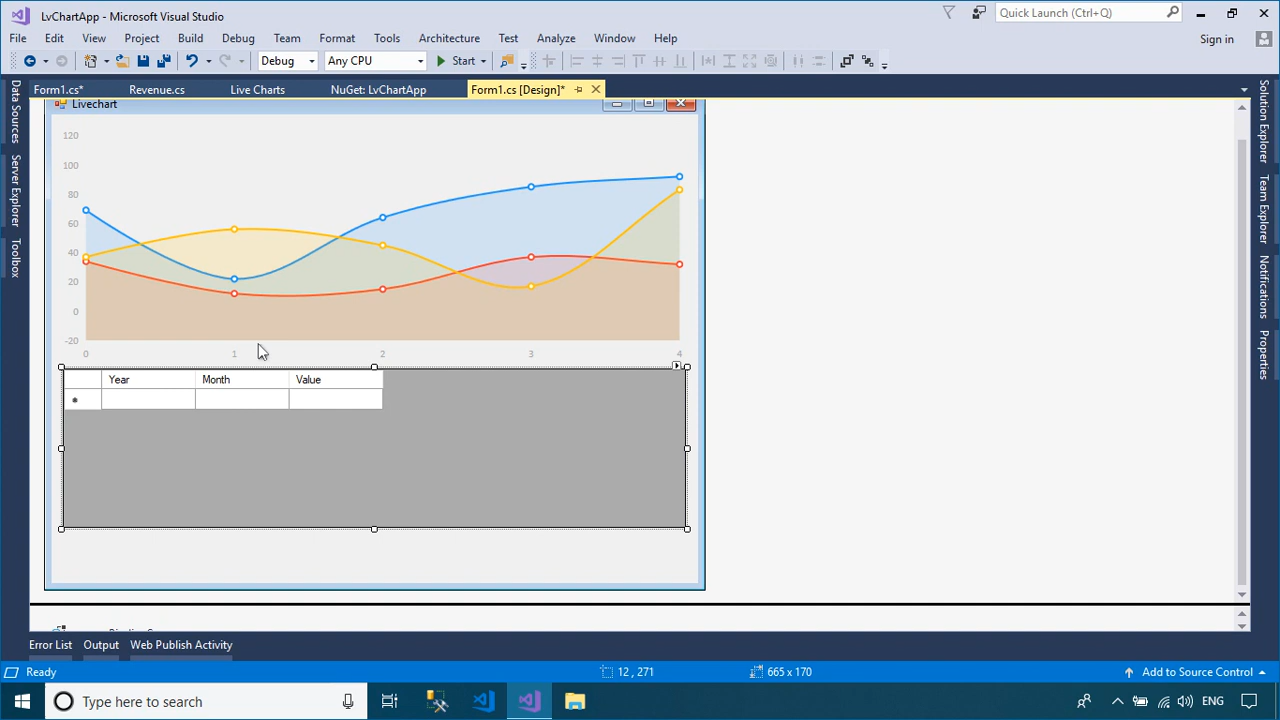 LvChartApp - Microsoft Visual Studio
Quick Launch (Ctrl+Q)
File Edit View Project Build Debug Team Format Tools Architecture Test Analyze Window Help
Sign in
Debug Any CPU Start
Form1.cs* Revenue.cs Live Charts NuGet: LvChartApp Form1.cs [Design]*
Data Sources
Server Explorer
Toolbox
Livechart
120
100
80
60
40
20
0
-20
0 1 2 3 4
Year Month Value
Solution Explorer
Team Explorer
Notifications
Properties
Error List Output Web Publish Activity
Ready 12 , 271 665 x 170 Add to Source Control
Type here to search
ENG